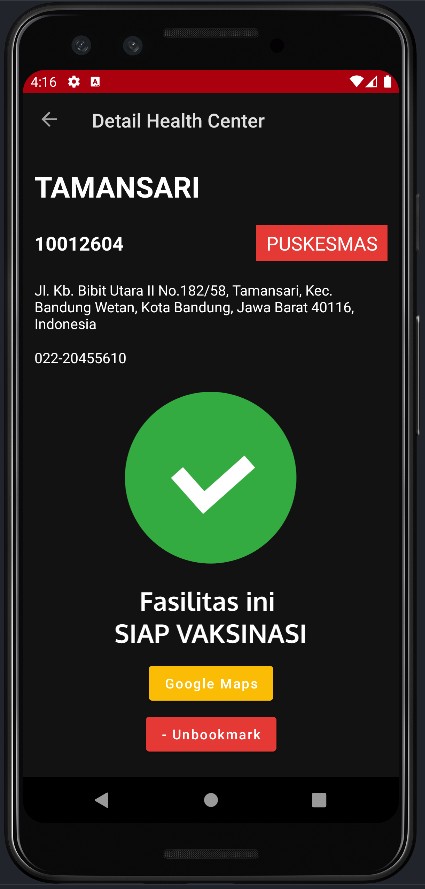 4:16
Detail Health Center
TAMANSARI
10012604
PUSKESMAS
Jl. Kb. Bibit Utara II No.182/58, Tamansari, Kec.
Bandung Wetan, Kota Bandung, Jawa Barat 40116,
Indonesia
022-20455610
Fasilitas ini
SIAP VAKSINASI
Google Maps
- Unbookmark